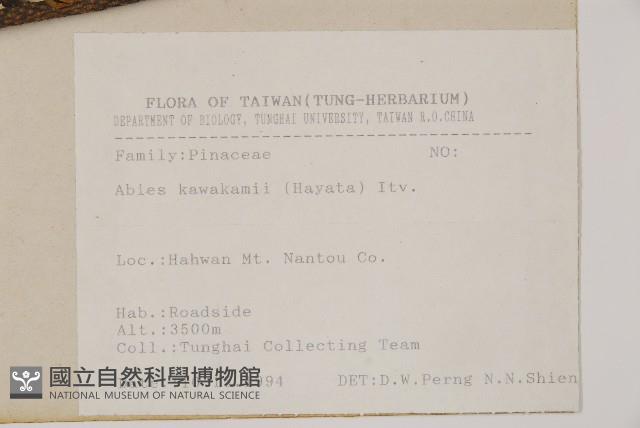 FLORA OF TAIWAN(TUNG-HERBARIUM)
DEPARTMENT OF BIOLOGY, TUNGHAI UNIVERSITY, TAIWAN R.O.CHINA
Family:Pinaceae NO:
Abies kawakamii (Hayata) Itv.
Loc.:Hahwan Mt. Nantou Co.
Hab.:Roadside
Alt.:3500m
Coll.:Tunghai Collecting Team
DET:D.W.Perng N.N.Shien
國立自然科學博物館
NATIONAL MUSEUM OF NATURAL SCIENCE